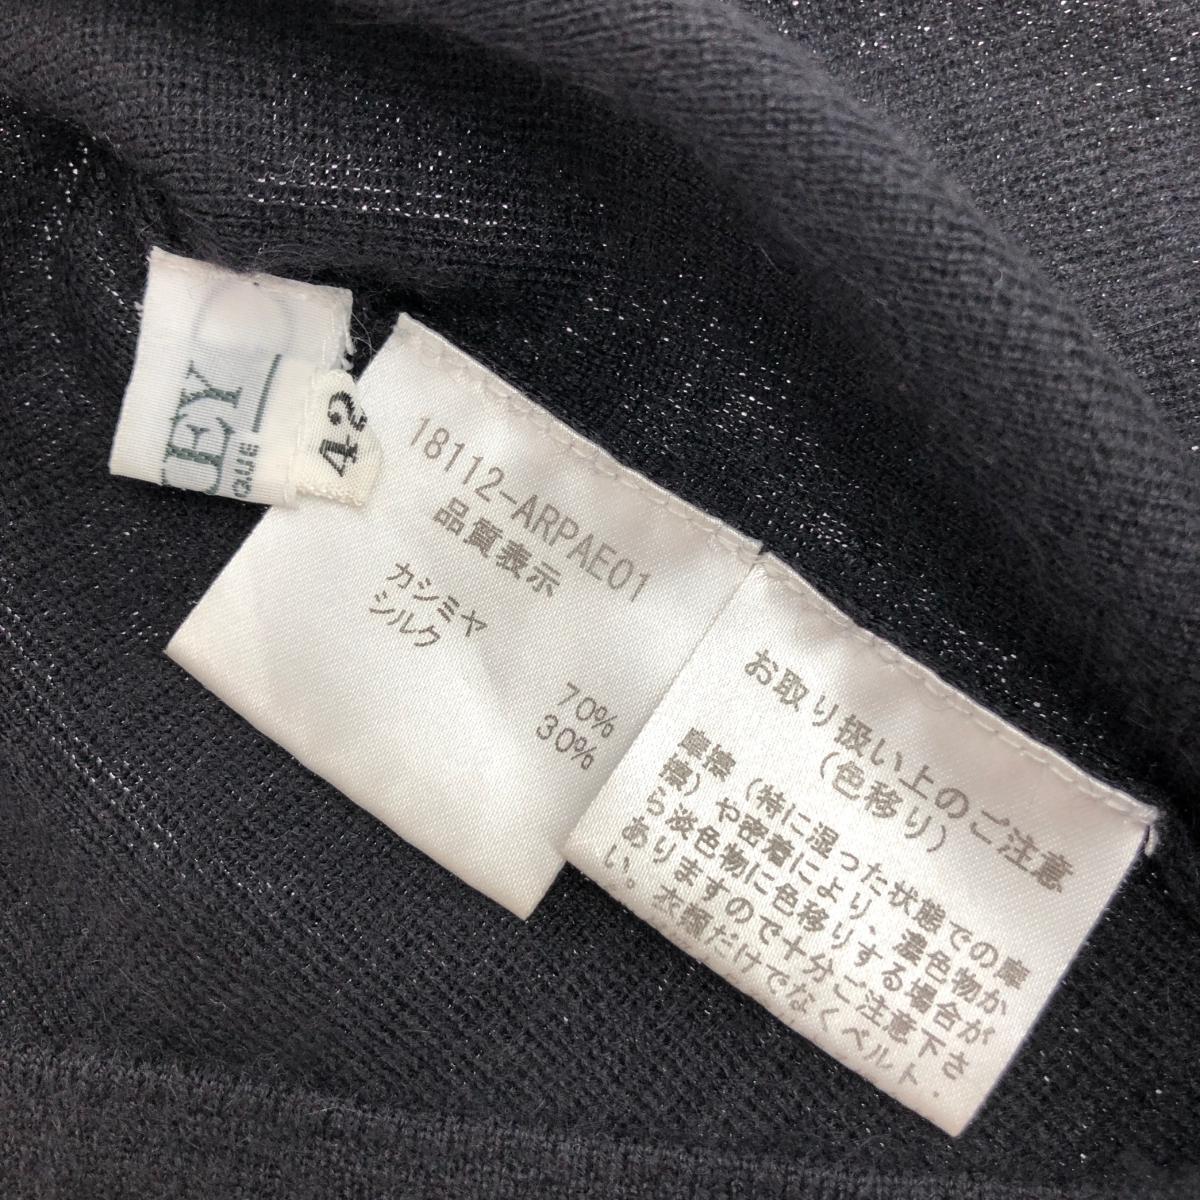 42
18112-ARPAE01
品質表示
カシミヤ
シルク
70%
30%
お取り扱い上のご注意
（色移り）
摩擦（特に湿った状態での摩
擦）や密着により、濃色物か
ら淡色物に色移りする場合が
ありますので十分ご注意下さ
い。衣類だけでなくベルト・